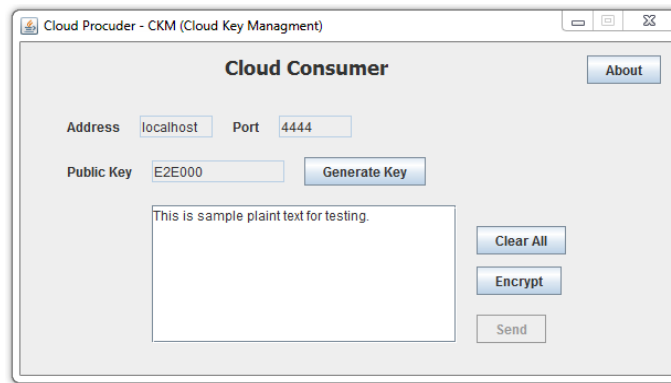 Cloud Procuder - CKM (Cloud Key Managment)
Cloud Consumer
About
Address localhost Port 4444
Public Key E2E000 Generate Key
This is sample plaint text for testing.
Clear All
Encrypt
Send